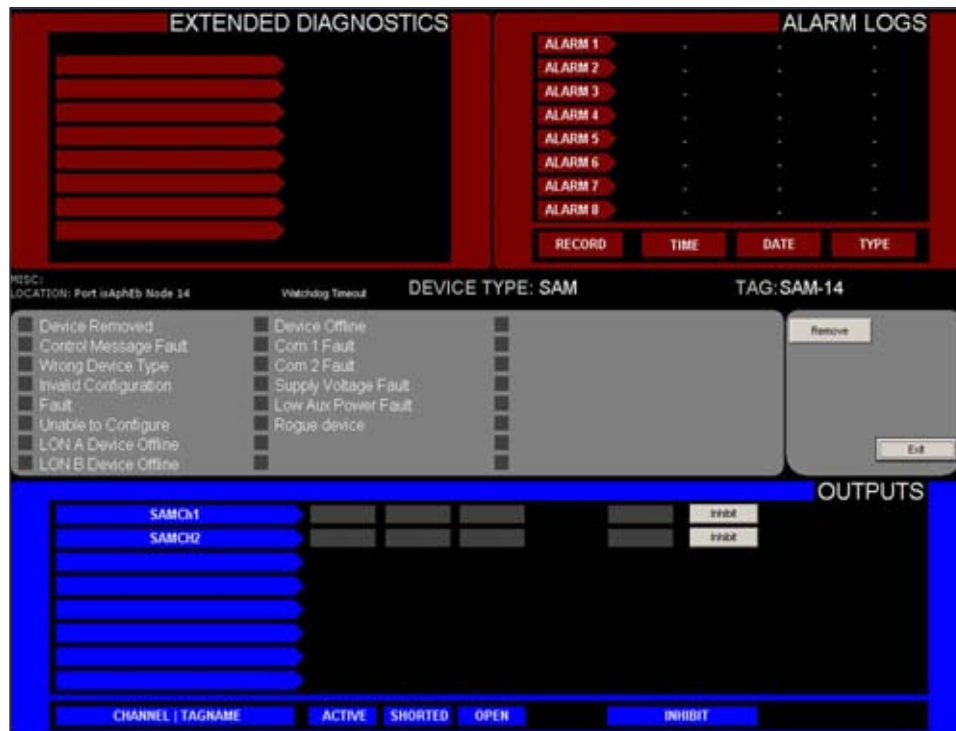 EXTENDED DIAGNOSTICS
ALARM LOGS
ALARM 1 - - -
ALARM 2 - - -
ALARM 3 - - -
ALARM 4 - - -
ALARM 5 - - -
ALARM 6 - - -
ALARM 7 - - -
ALARM 8 - - -
RECORD TIME DATE TYPE
MISC:
LOCATION: Port isAphEb Node 14 Watchdog Timeout DEVICE TYPE: SAM TAG: SAM-14
Device Removed Device Offline Remove
Control Message Fault Com 1 Fault
Wrong Device Type Com 2 Fault
Invalid Configuration Supply Voltage Fault
Fault Low Aux Power Fault
Unable to Configure Rogue device
LON A Device Offline
LON B Device Offline
Exit
OUTPUTS
SAMCh1 Inhibit
SAMCH2 Inhibit
CHANNEL | TAGNAME ACTIVE SHORTED OPEN INHIBIT